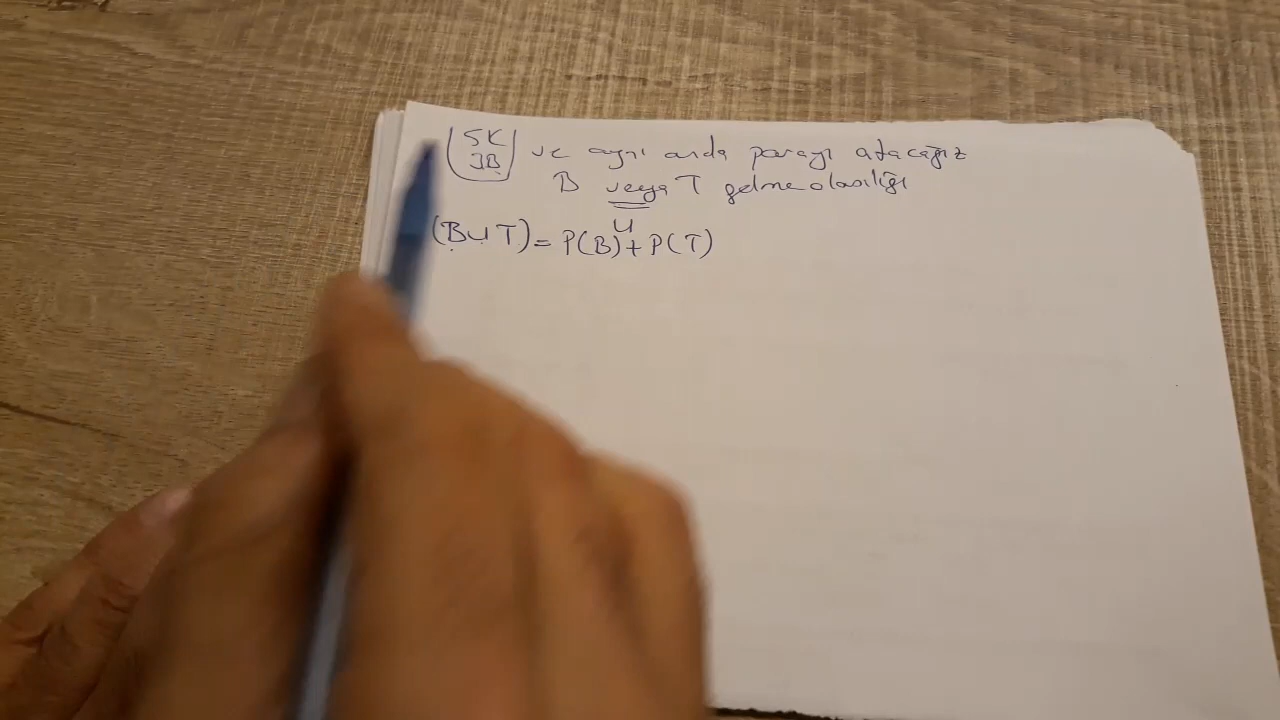 5K
3B
ve aynı anda parayı atacağız
B veya T gelme olasılığı
(B∪T) = P(B) + P(T)